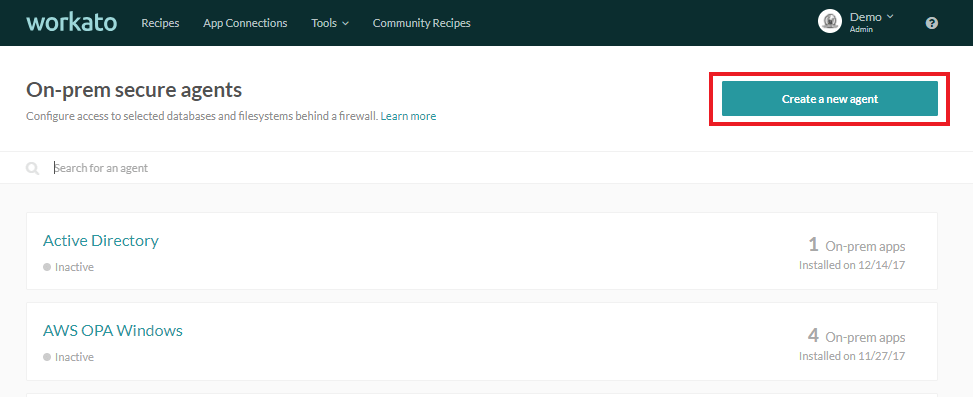 workato Recipes App Connections Tools Community Recipes Demo ?
Admin
On-prem secure agents
Create a new agent
Configure access to selected databases and filesystems behind a firewall. Learn more
Search for an agent
Active Directory
1 On-prem apps
Inactive
Installed on 12/14/17
AWS OPA Windows
4 On-prem apps
Inactive
Installed on 11/27/17